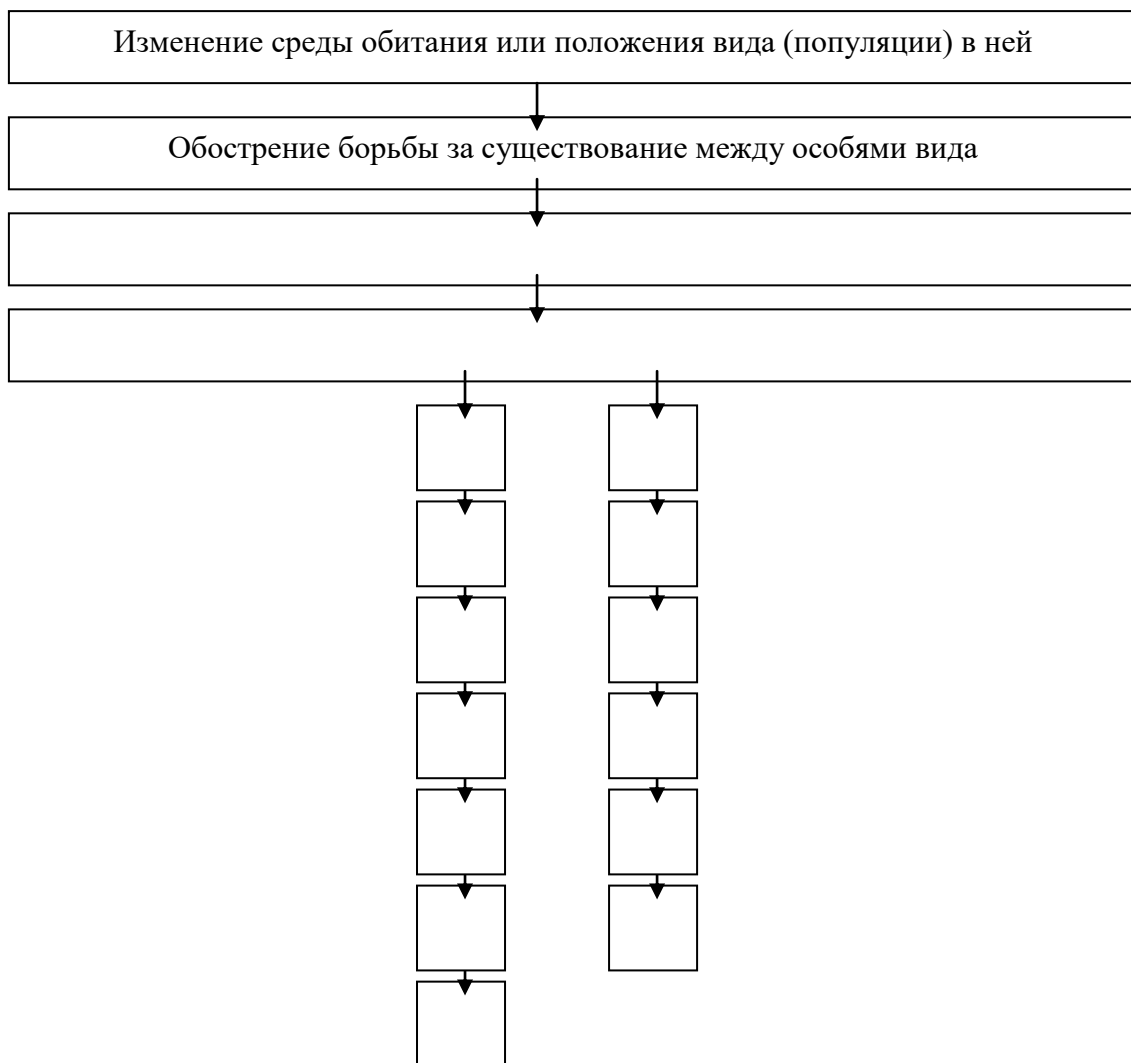 Изменение среды обитания или положения вида (популяции) в ней
Обострение борьбы за существование между особями вида